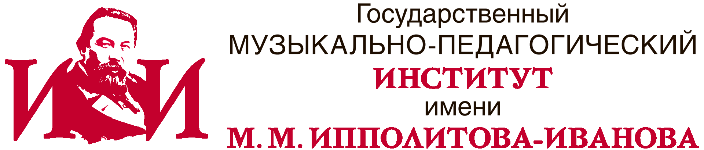 И И
Государственный
МУЗЫКАЛЬНО-ПЕДАГОГИЧЕСКИЙ
ИНСТИТУТ
имени
М. М. ИППОЛИТОВА-ИВАНОВА